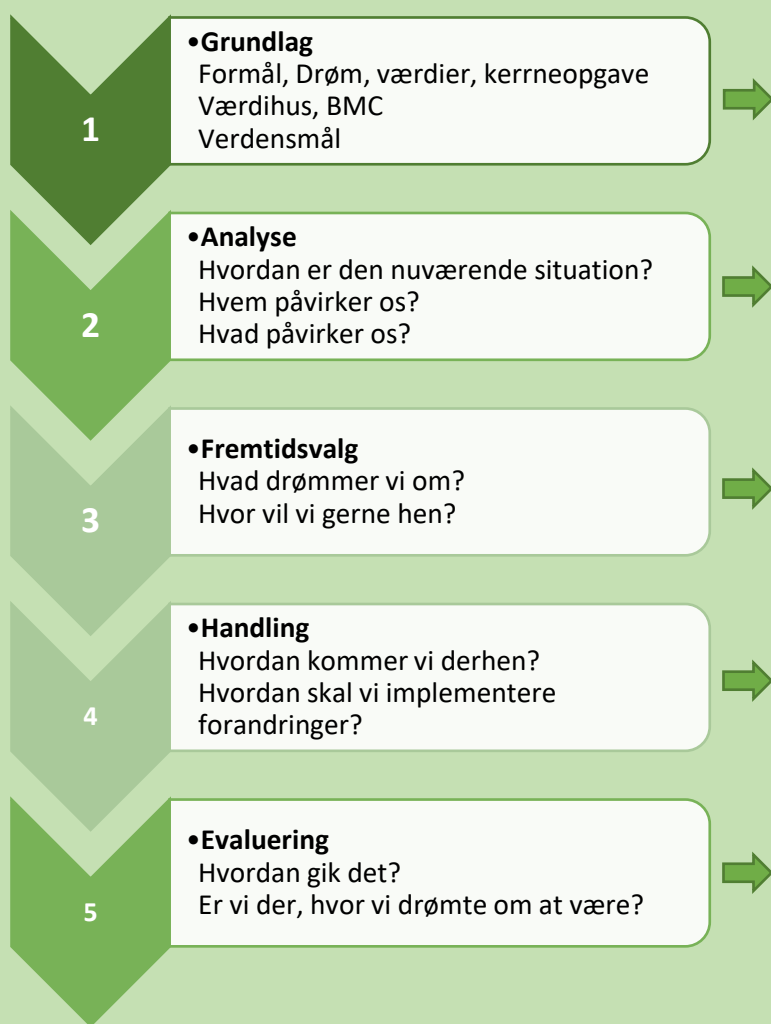 1
•Grundlag
Formål, Drøm, værdier, kerrneopgave
Værdihus, BMC
Verdensmål
2
•Analyse
Hvordan er den nuværende situation?
Hvem påvirker os?
Hvad påvirker os?
3
•Fremtidsvalg
Hvad drømmer vi om?
Hvor vil vi gerne hen?
4
•Handling
Hvordan kommer vi derhen?
Hvordan skal vi implementere
forandringer?
5
•Evaluering
Hvordan gik det?
Er vi der, hvor vi drømte om at være?